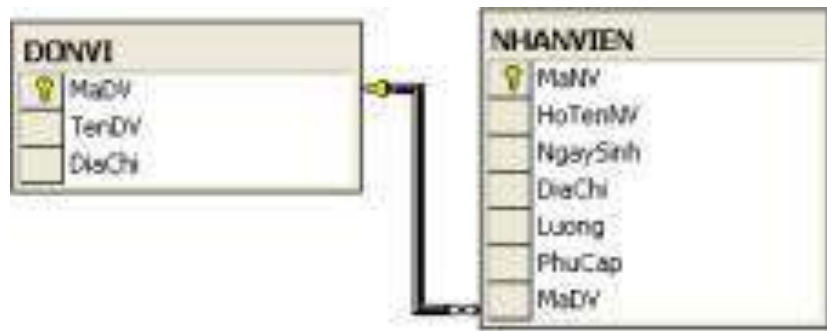 DONVI
MaDV
TenDV
DiaChi
NHANVIEN
MaNV
HoTenNV
NgaySinh
DiaChi
Luong
PhuCap
MaDV